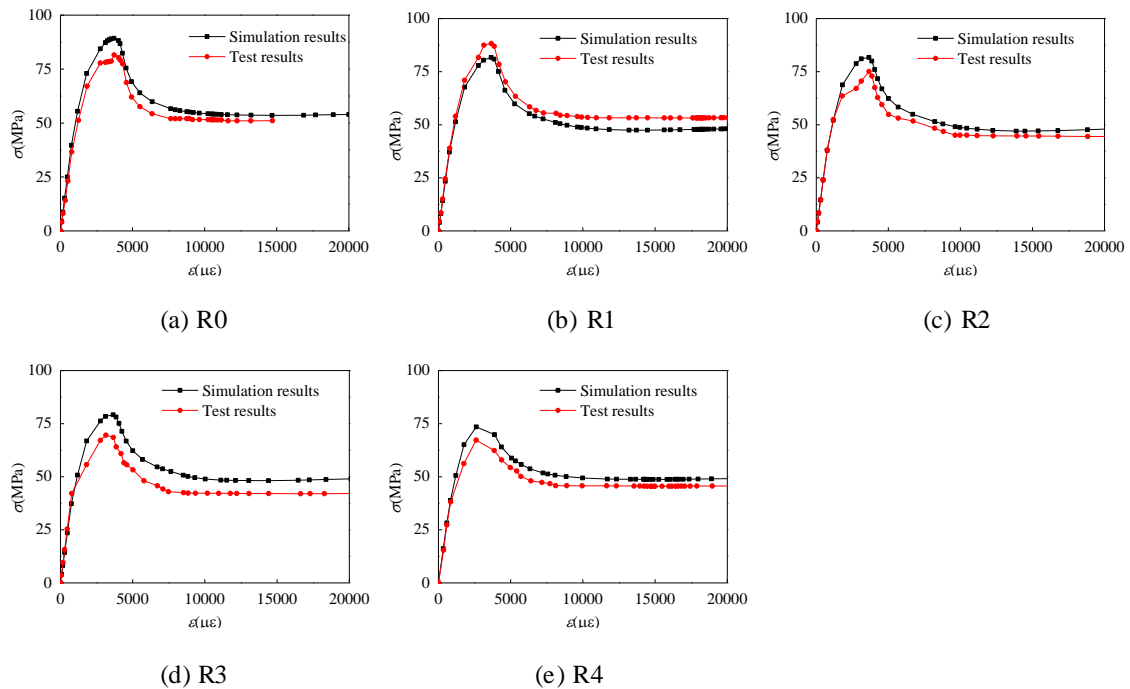 100
75
50
25
0
σ(MPa)
Simulation results
Test results
0 5000 10000 15000 20000
ε(με)
(a) R0
100
75
50
25
0
σ(MPa)
Simulation results
Test results
0 5000 10000 15000 20000
ε(με)
(b) R1
100
75
50
25
0
σ(MPa)
Simulation results
Test results
0 5000 10000 15000 20000
ε(με)
(c) R2
100
75
50
25
0
σ(MPa)
Simulation results
Test results
0 5000 10000 15000 20000
ε(με)
(d) R3
100
75
50
25
0
σ(MPa)
Simulation results
Test results
0 5000 10000 15000 20000
ε(με)
(e) R4